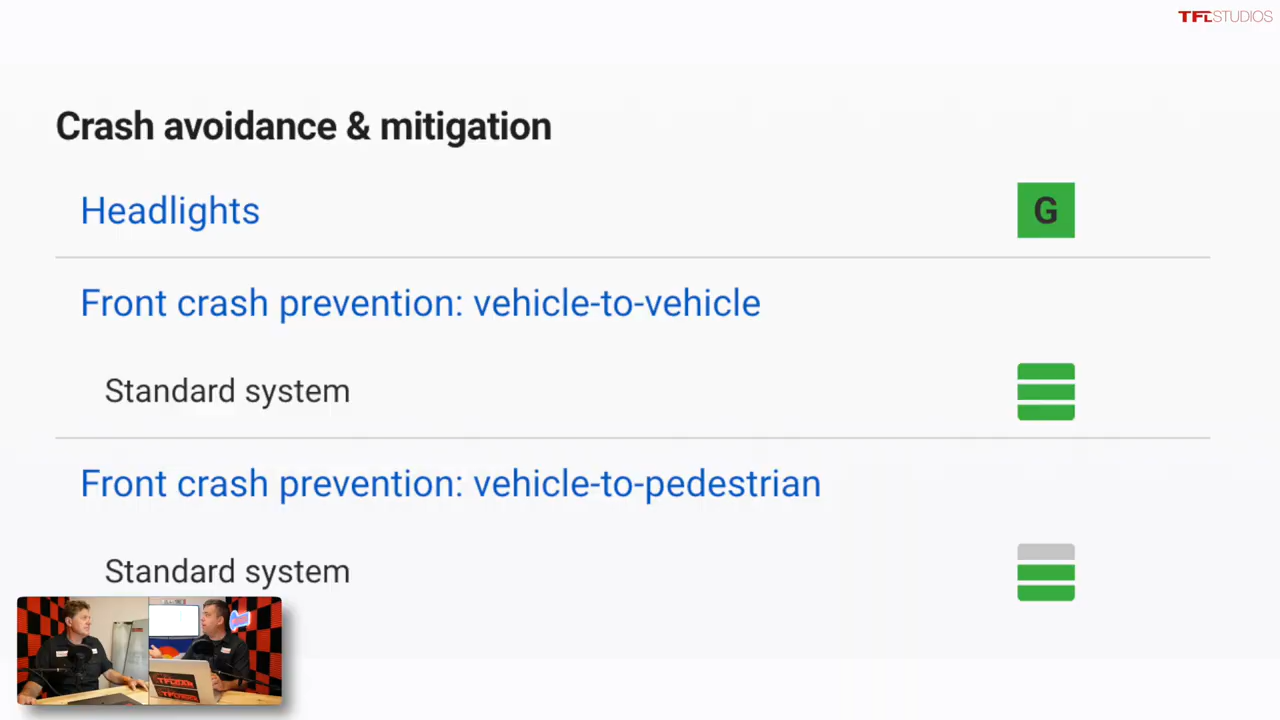 TFLSTUDIOS
Crash avoidance & mitigation
Headlights
G
Front crash prevention: vehicle-to-vehicle
Standard system
Front crash prevention: vehicle-to-pedestrian
Standard system